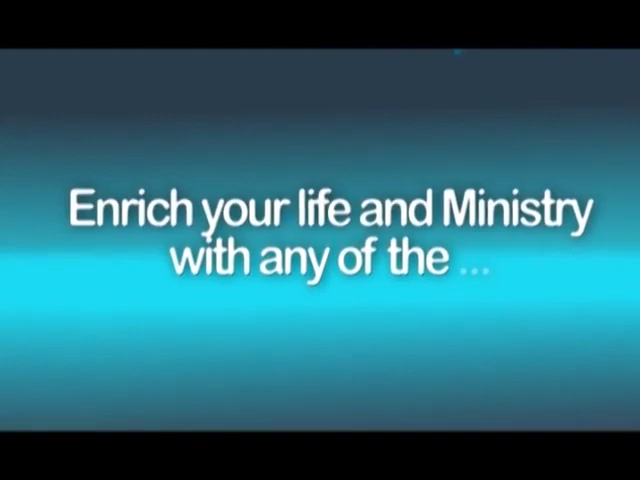 Enrich your life and Ministry
with any of the ...